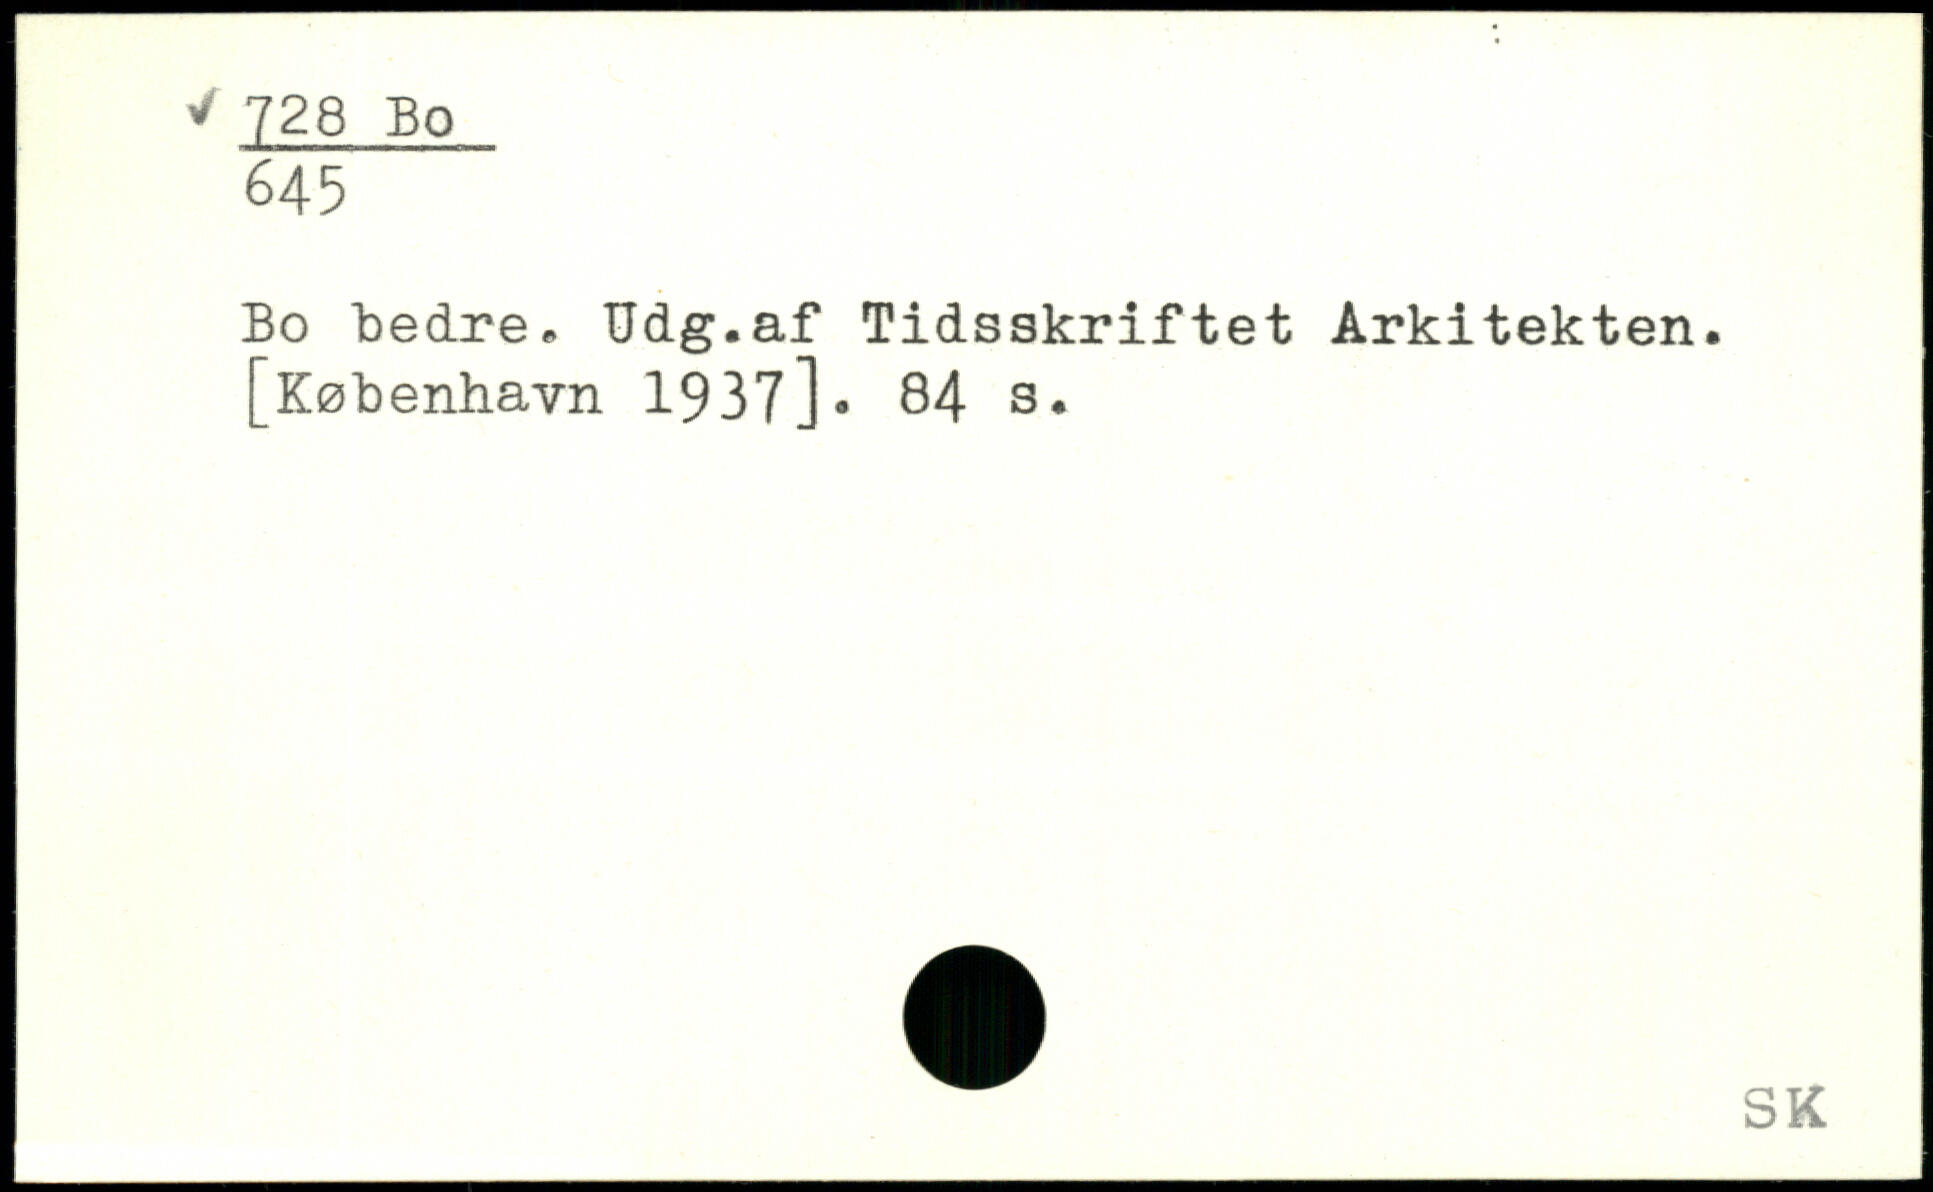 ✓ 728 Bo
645
Bo bedre. Udg.af Tidsskriftet Arkitekten.
[København 1937]. 84 s.
SK